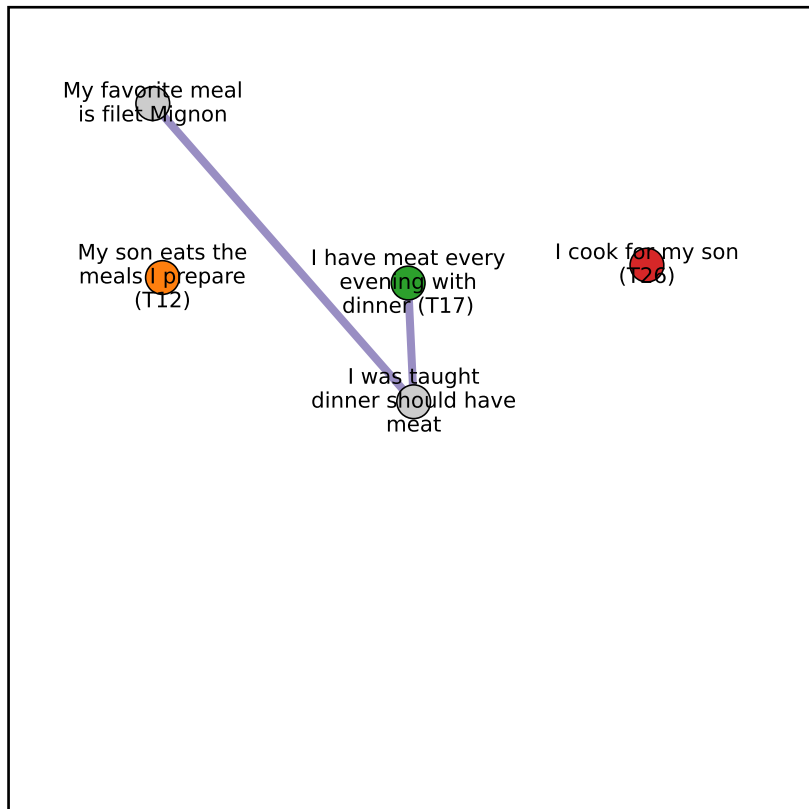 My favorite meal
is filet Mignon
My son eats the
meals I prepare
(T12)
I have meat every
evening with
dinner (T17)
I cook for my son
(T26)
I was taught
dinner should have
meat